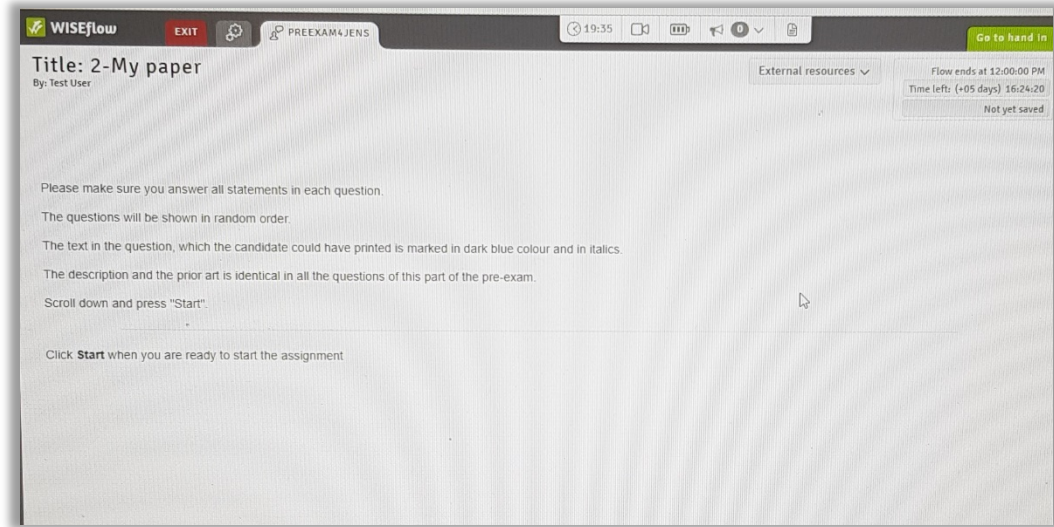 WISEflow
EXIT
PREEXAM4JENS
19:35
0
Go to hand in
Title: 2-My paper
By: Test User
External resources
Flow ends at 12:00:00 PM
Time left: (+05 days) 16:24:20
Not yet saved
Please make sure you answer all statements in each question.
The questions will be shown in random order.
The text in the question, which the candidate could have printed is marked in dark blue colour and in italics.
The description and the prior art is identical in all the questions of this part of the pre-exam.
Scroll down and press "Start".
Click Start when you are ready to start the assignment